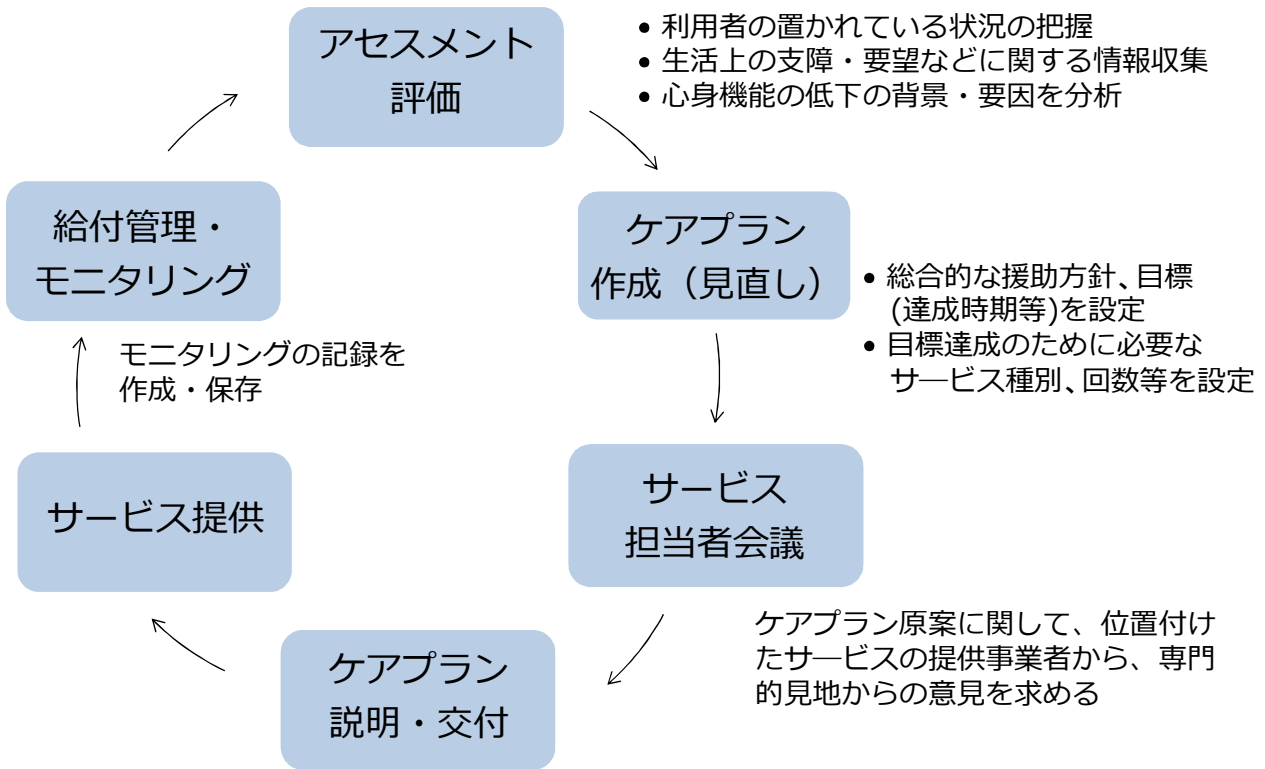 アセスメント
評価
• 利用者の置かれている状況の把握
• 生活上の支障・要望などに関する情報収集
• 心身機能の低下の背景・要因を分析
ケアプラン
作成（見直し）
• 総合的な援助方針、目標
(達成時期等)を設定
• 目標達成のために必要な
サ―ビス種別、回数等を設定
サービス
担当者会議
ケアプラン原案に関して、位置付け
たサ―ビスの提供事業者から、専門
的見地からの意見を求める
ケアプラン
説明・交付
サービス提供
モニタリングの記録を
作成・保存
給付管理・
モニタリング